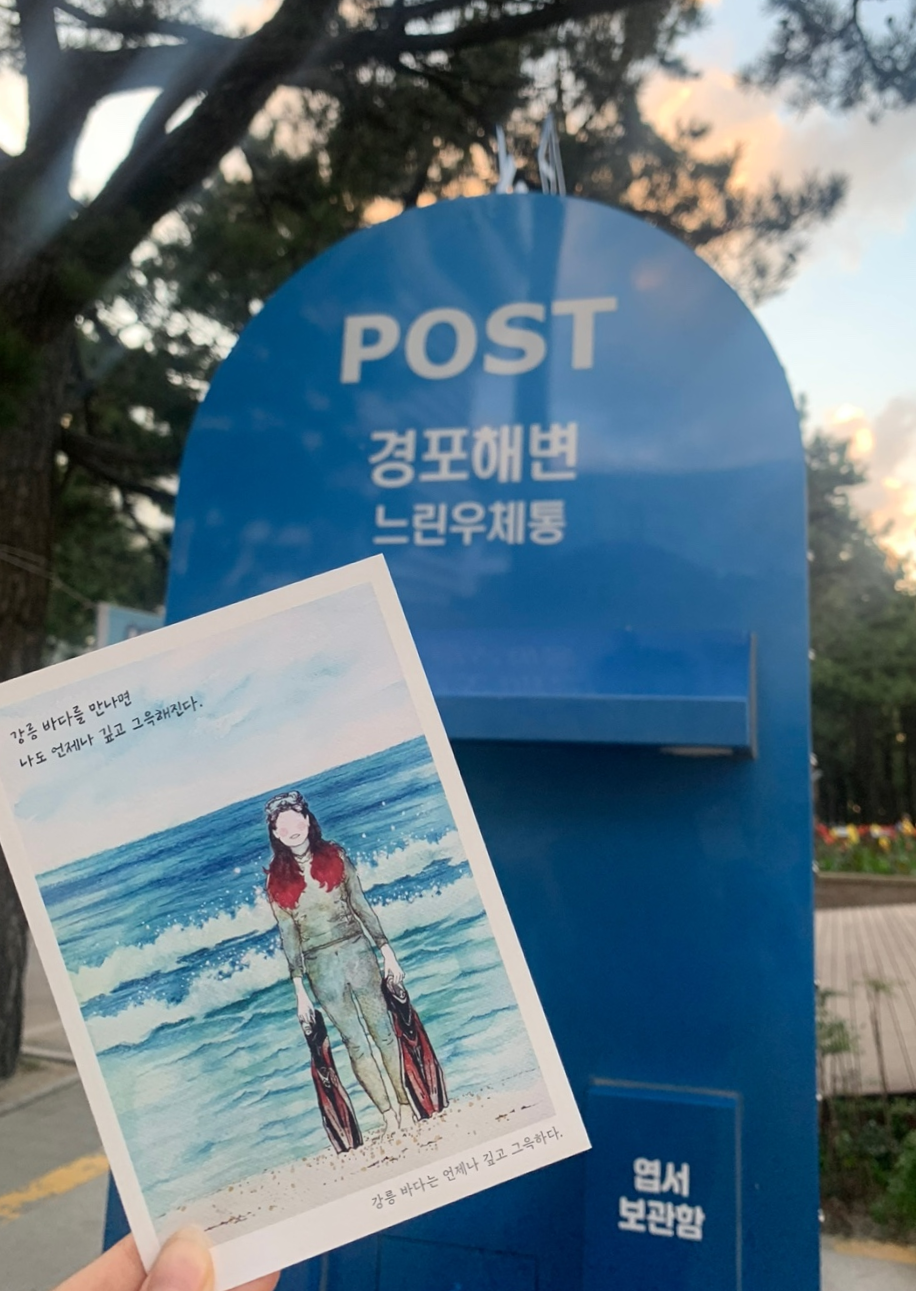 POST
경포해변
느린우체통
강릉 바다를 만나면
나도 언제나 깊고 그윽해진다.
강릉 바다는 언제나 깊고 그윽하다.
엽서
보관함